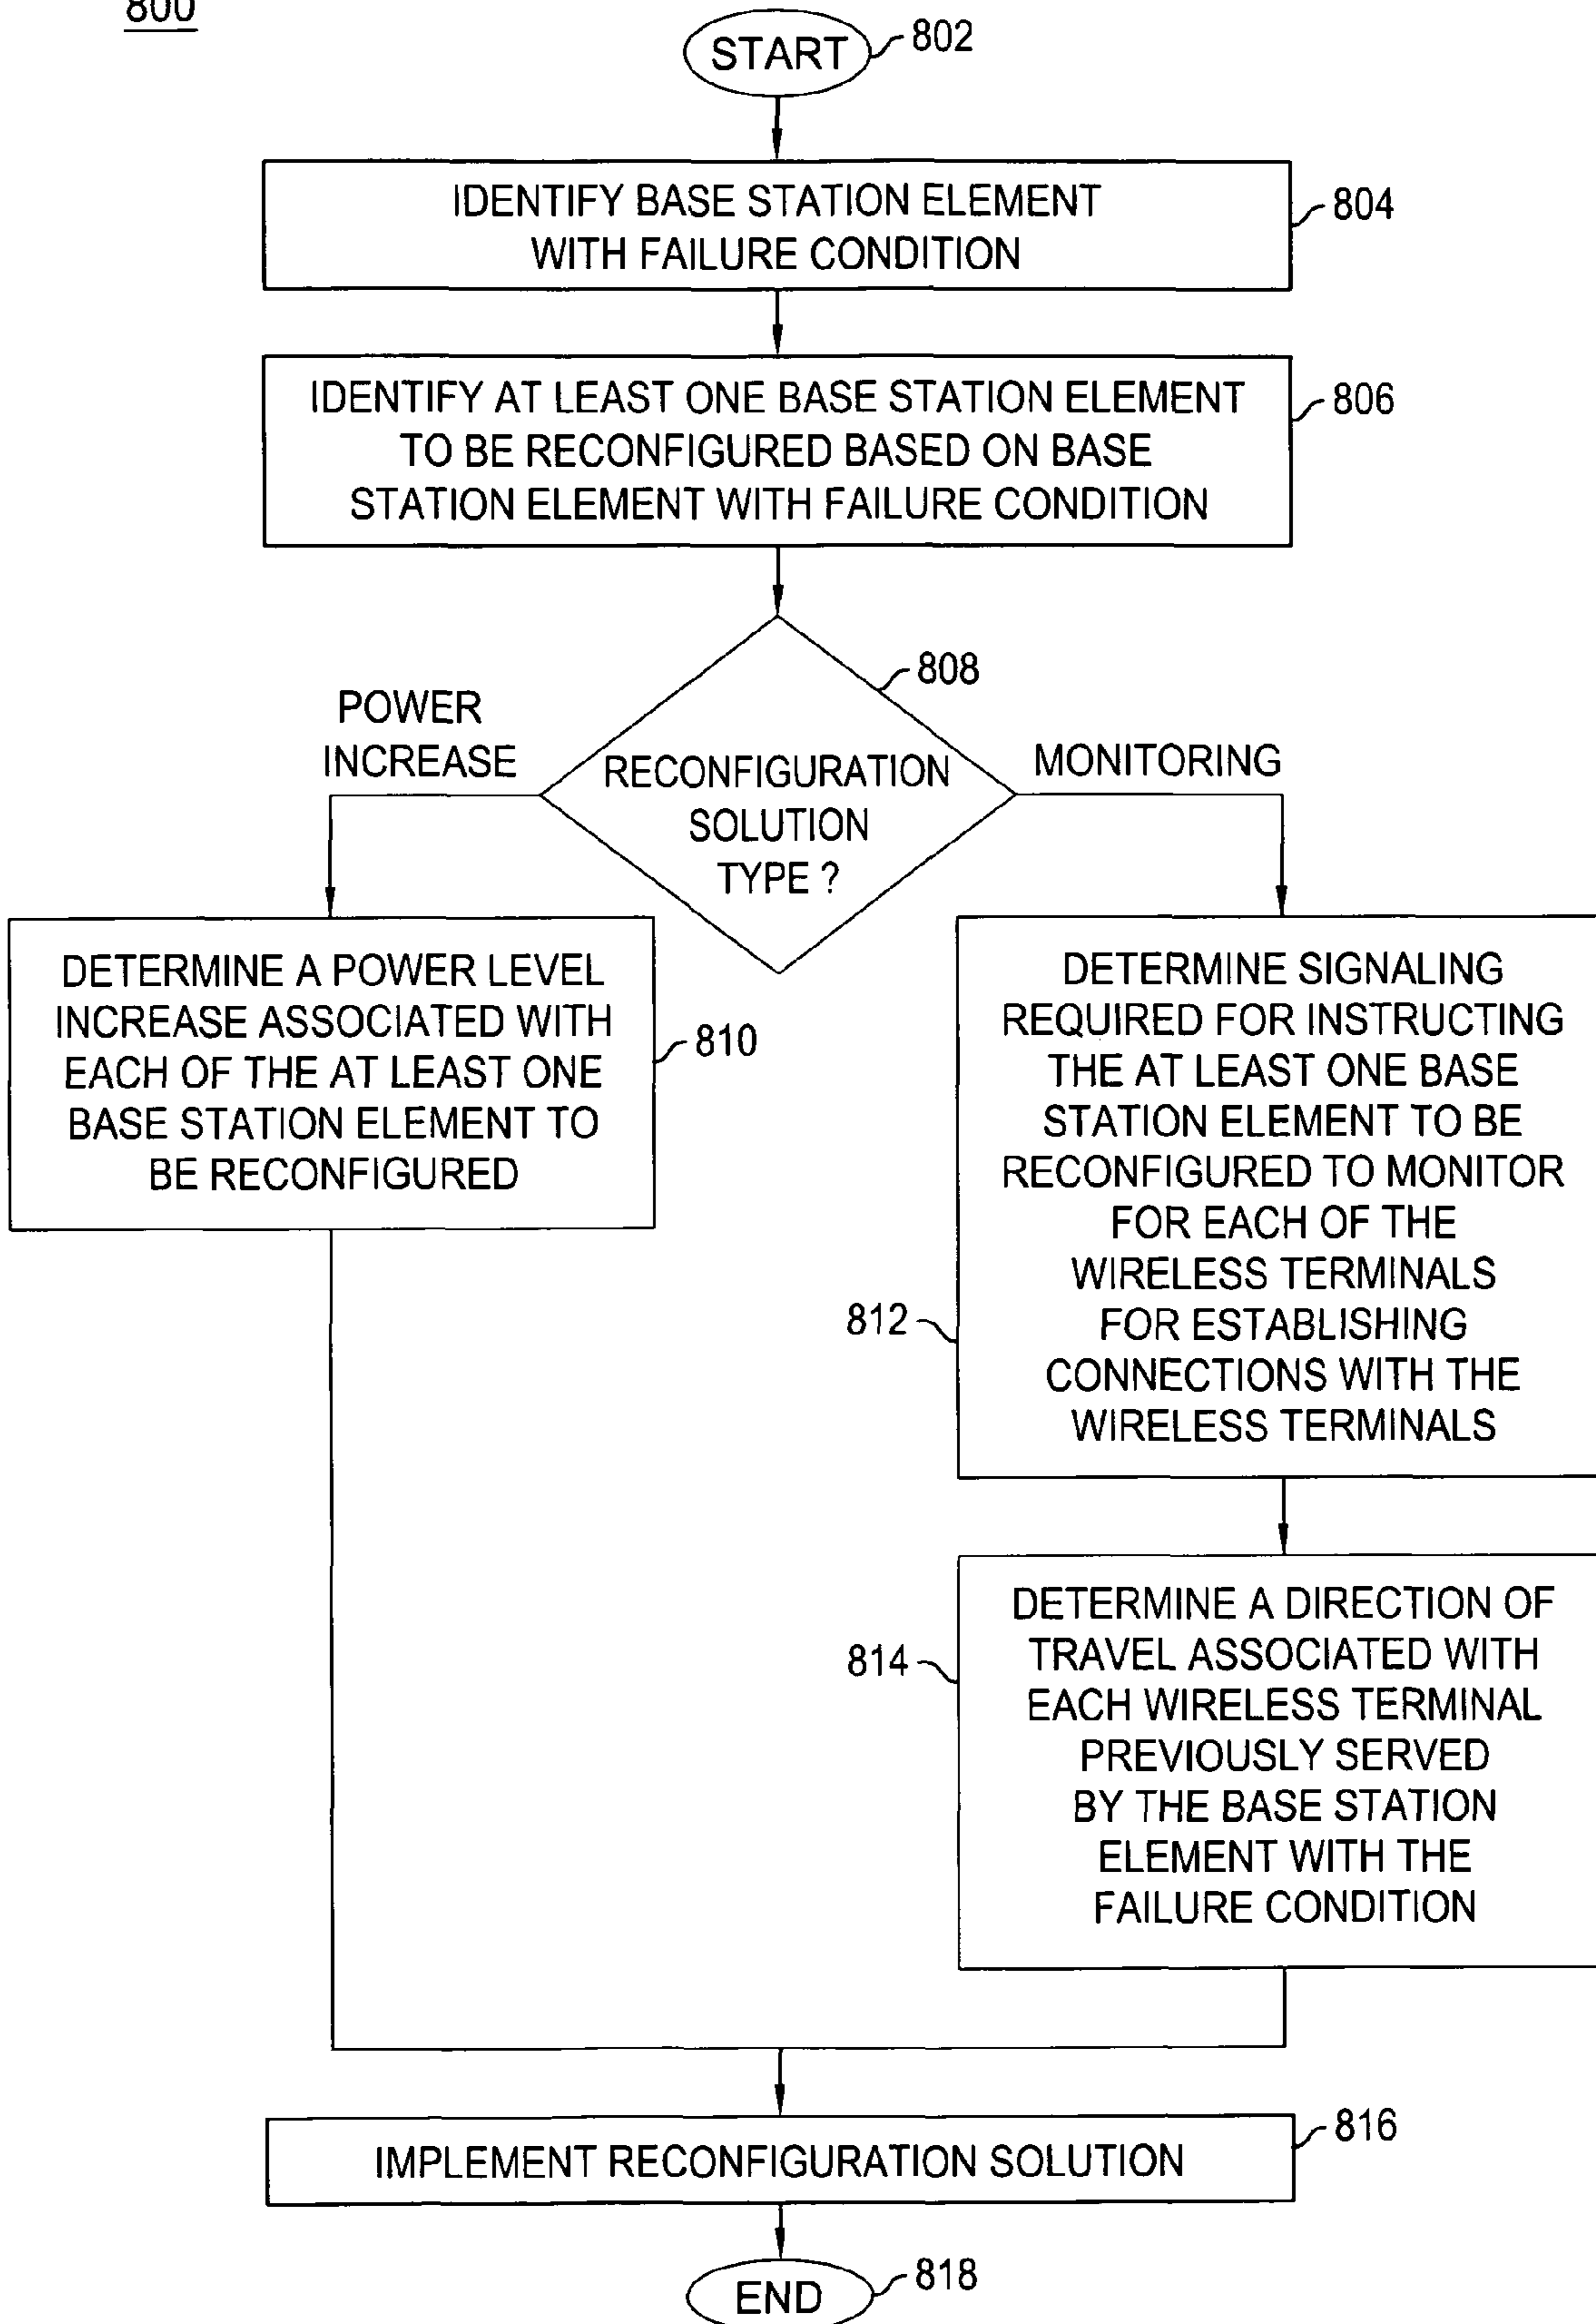 800
START
802
IDENTIFY BASE STATION ELEMENT
WITH FAILURE CONDITION
804
IDENTIFY AT LEAST ONE BASE STATION ELEMENT
TO BE RECONFIGURED BASED ON BASE
STATION ELEMENT WITH FAILURE CONDITION
806
808
POWER
INCREASE
RECONFIGURATION
SOLUTION
TYPE ?
MONITORING
DETERMINE A POWER LEVEL
INCREASE ASSOCIATED WITH
EACH OF THE AT LEAST ONE
BASE STATION ELEMENT TO
BE RECONFIGURED
810
DETERMINE SIGNALING
REQUIRED FOR INSTRUCTING
THE AT LEAST ONE BASE
STATION ELEMENT TO BE
RECONFIGURED TO MONITOR
FOR EACH OF THE
WIRELESS TERMINALS
FOR ESTABLISHING
CONNECTIONS WITH THE
WIRELESS TERMINALS
812
DETERMINE A DIRECTION OF
TRAVEL ASSOCIATED WITH
EACH WIRELESS TERMINAL
PREVIOUSLY SERVED
BY THE BASE STATION
ELEMENT WITH THE
FAILURE CONDITION
814
IMPLEMENT RECONFIGURATION SOLUTION
816
END
818